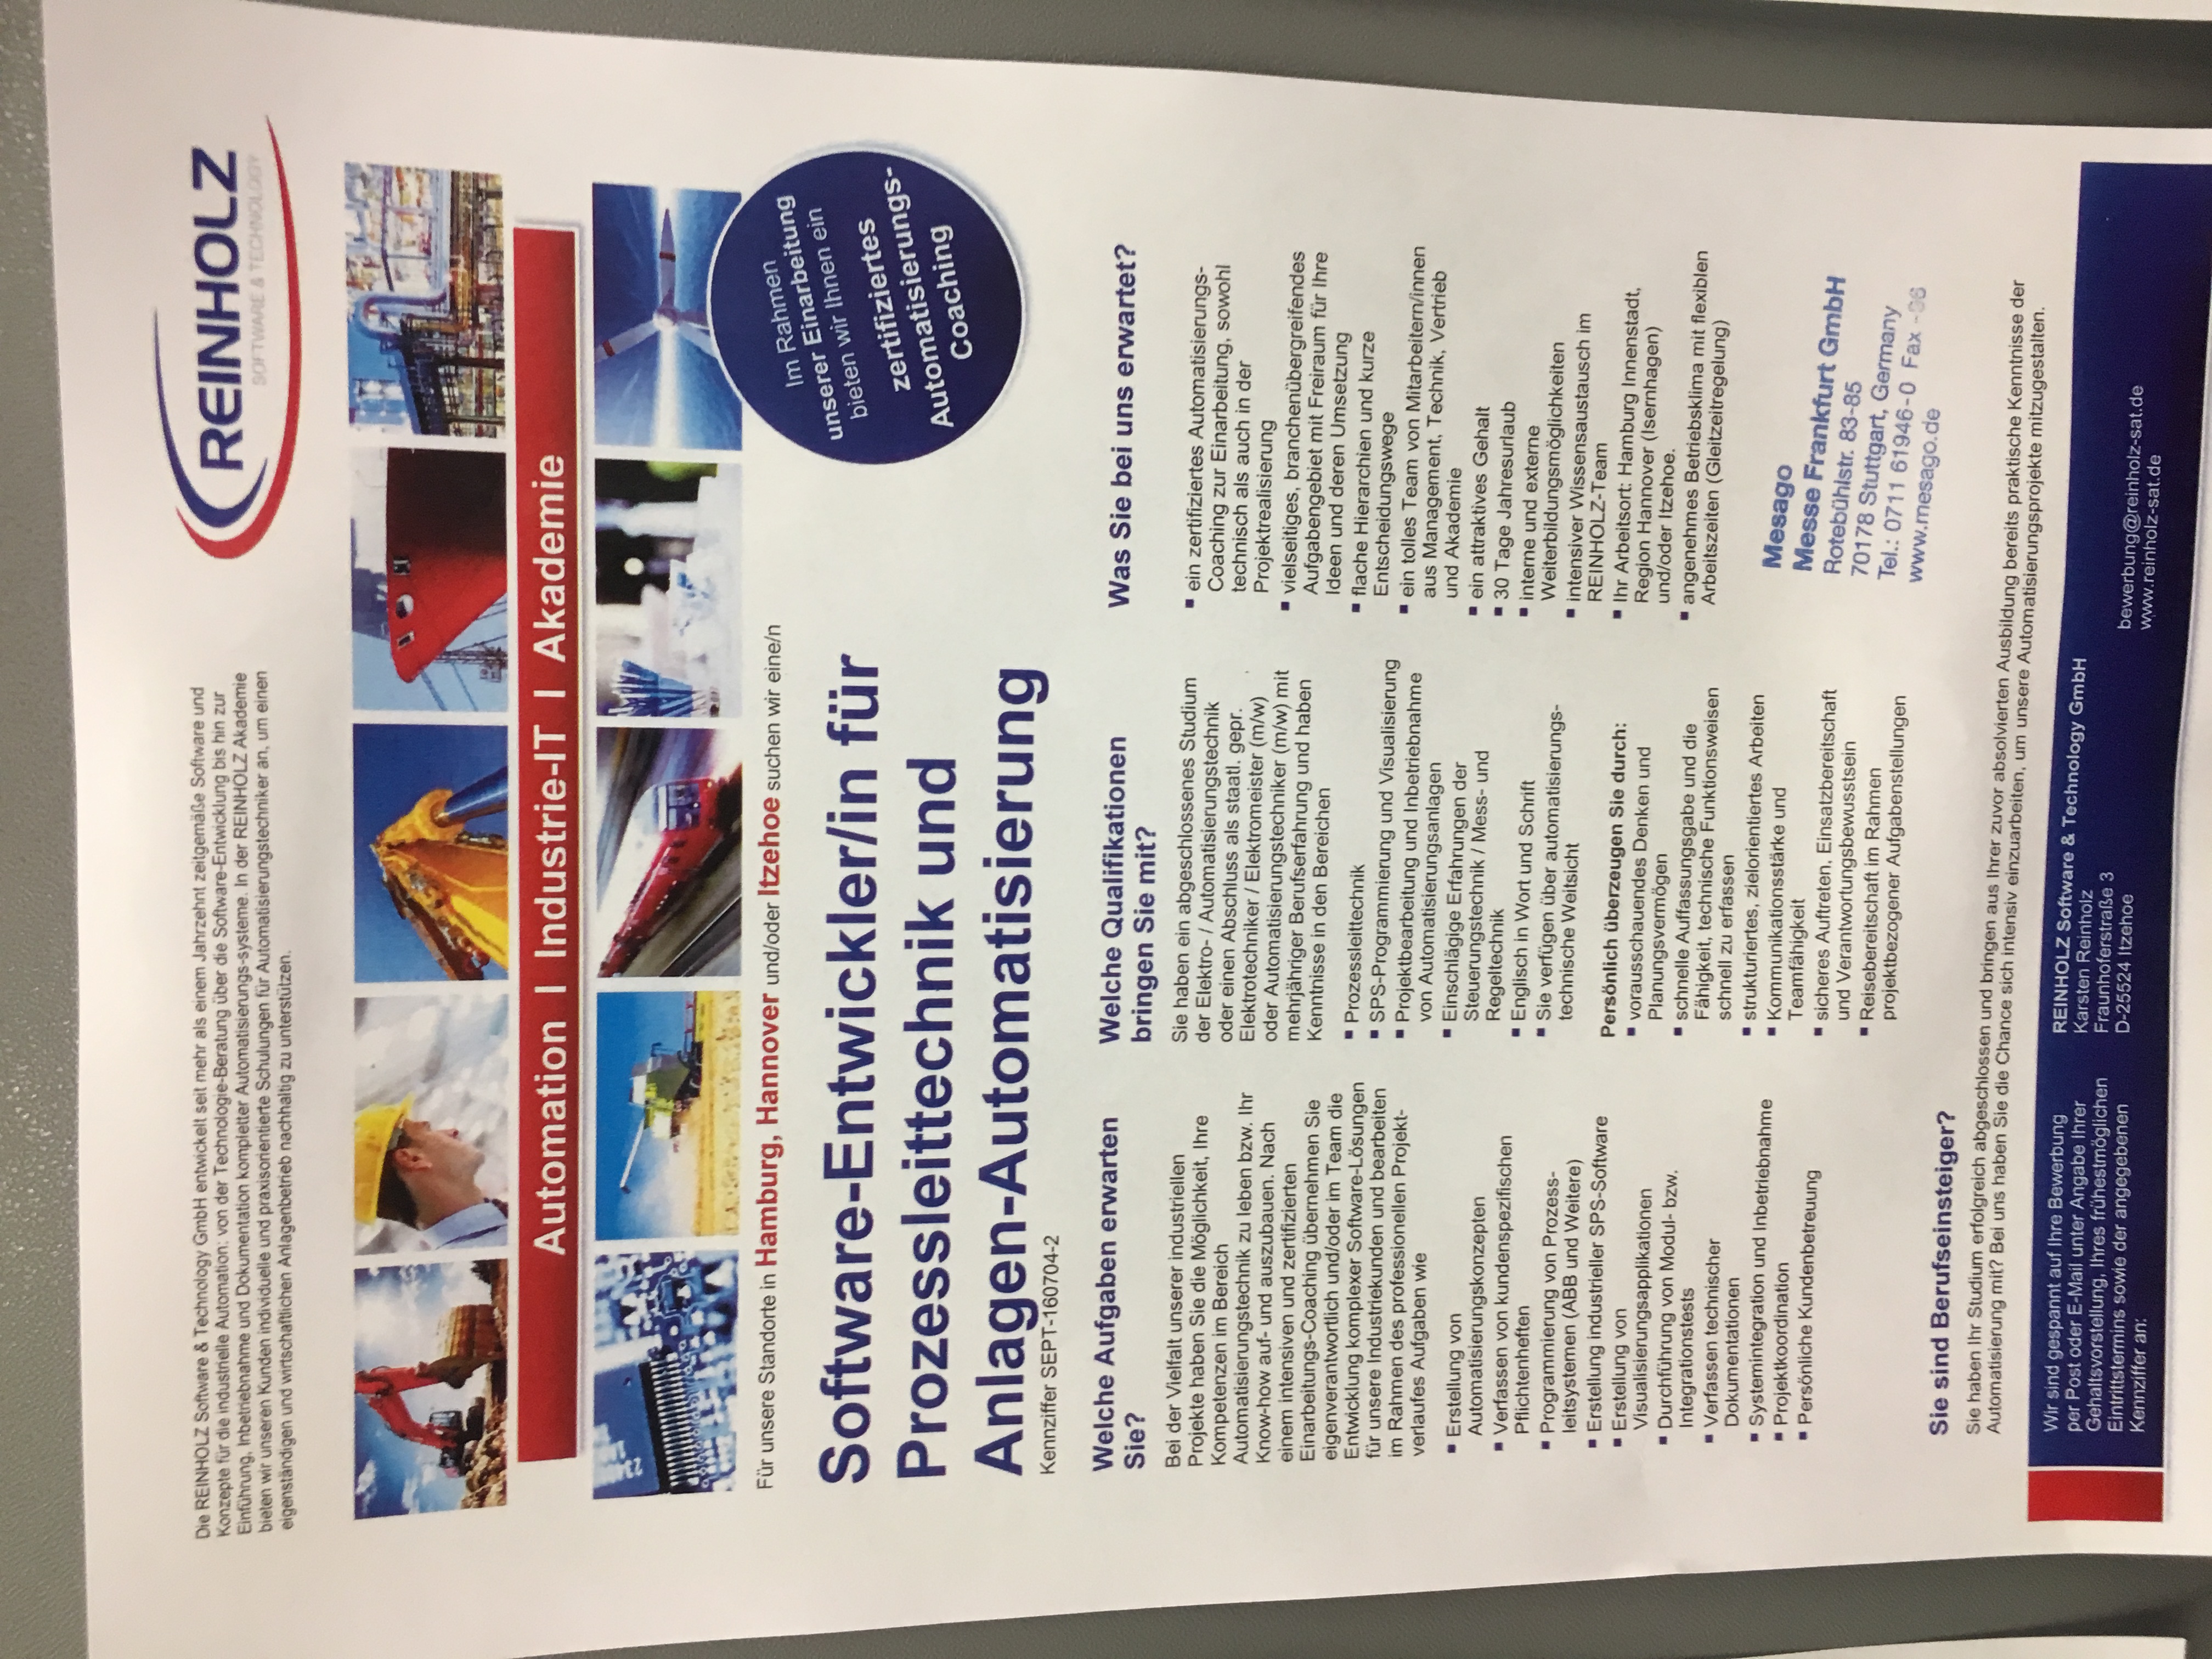 Die REINHOLZ Software & Technology GmbH entwickelt seit mehr als einem Jahrzehnt zeitgemäße Software und
Konzepte für die industrielle Automation: von der Technologie-Beratung über die Software-Entwicklung bis hin zur
Einführung, Inbetriebnahme und Dokumentation kompletter Automatisierungs-systeme. In der REINHOLZ Akademie
bieten wir unseren Kunden individuelle und praxisorientierte Schulungen für Automatisierungstechniker an, um einen
eigenständigen und wirtschaftlichen Anlagenbetrieb nachhaltig zu unterstützen.
REINHOLZ
SOFTWARE & TECHNOLOGY
Automation | Industrie-IT | Akademie
Für unsere Standorte in Hamburg, Hannover und/oder Itzehoe suchen wir eine/n
Software-Entwickler/in für
Prozessleittechnik und
Anlagen-Automatisierung
Kennziffer SEPT-160704-2
Im Rahmen
unserer Einarbeitung
bieten wir Ihnen ein
zertifiziertes
Automatisierungs-
Coaching
Welche Aufgaben erwarten
Sie?
Bei der Vielfalt unserer industriellen
Projekte haben Sie die Möglichkeit, Ihre
Kompetenzen im Bereich
Automatisierungstechnik zu leben bzw. Ihr
Know-how auf- und auszubauen. Nach
einem intensiven und zertifizierten
Einarbeitungs-Coaching übernehmen Sie
eigenverantwortlich und/oder im Team die
Entwicklung komplexer Software-Lösungen
für unsere Industriekunden und bearbeiten
im Rahmen des professionellen Projekt-
verlaufes Aufgaben wie
▪ Erstellung von
Automatisierungskonzepten
▪ Verfassen von kundenspezifischen
Pflichtenheften
▪ Programmierung von Prozess-
leitsystemen (ABB und Weitere)
▪ Erstellung industrieller SPS-Software
▪ Erstellung von
Visualisierungsapplikationen
▪ Durchführung von Modul- bzw.
Integrationstests
▪ Verfassen technischer
Dokumentationen
▪ Systemintegration und Inbetriebnahme
▪ Projektkoordination
▪ Persönliche Kundenbetreuung
Welche Qualifikationen
bringen Sie mit?
Sie haben ein abgeschlossenes Studium
der Elektro- / Automatisierungstechnik
oder einen Abschluss als staatl. gepr.
Elektrotechniker / Elektromeister (m/w)
oder Automatisierungstechniker (m/w) mit
mehrjähriger Berufserfahrung und haben
Kenntnisse in den Bereichen
▪ Prozessleittechnik
▪ SPS-Programmierung und Visualisierung
▪ Projektbearbeitung und Inbetriebnahme
von Automatisierungsanlagen
▪ Einschlägige Erfahrungen der
Steuerungstechnik / Mess- und
Regeltechnik
▪ Englisch in Wort und Schrift
▪ Sie verfügen über automatisierungs-
technische Weitsicht
Persönlich überzeugen Sie durch:
▪ vorausschauendes Denken und
Planungsvermögen
▪ schnelle Auffassungsgabe und die
Fähigkeit, technische Funktionsweisen
schnell zu erfassen
▪ strukturiertes, zielorientiertes Arbeiten
▪ Kommunikationsstärke und
Teamfähigkeit
▪ sicheres Auftreten, Einsatzbereitschaft
und Verantwortungsbewusstsein
▪ Reisebereitschaft im Rahmen
projektbezogener Aufgabenstellungen
Was Sie bei uns erwartet?
▪ ein zertifiziertes Automatisierungs-
Coaching zur Einarbeitung, sowohl
technisch als auch in der
Projektrealisierung
▪ vielseitiges, branchenübergreifendes
Aufgabengebiet mit Freiraum für Ihre
Ideen und deren Umsetzung
▪ flache Hierarchien und kurze
Entscheidungswege
▪ ein tolles Team von Mitarbeitern/innen
aus Management, Technik, Vertrieb
und Akademie
▪ ein attraktives Gehalt
▪ 30 Tage Jahresurlaub
▪ interne und externe
Weiterbildungsmöglichkeiten
▪ intensiver Wissensaustausch im
REINHOLZ-Team
▪ Ihr Arbeitsort: Hamburg Innenstadt,
Region Hannover (Isernhagen)
und/oder Itzehoe.
▪ angenehmes Betriebsklima mit flexiblen
Arbeitszeiten (Gleitzeitregelung)
Mesago
Messe Frankfurt GmbH
Rotebühlstr. 83-85
70178 Stuttgart, Germany
Tel.: 0711 61946-0 Fax
www.mesago.de
Sie sind Berufseinsteiger?
Sie haben Ihr Studium erfolgreich abgeschlossen und bringen aus Ihrer zuvor absolvierten Ausbildung bereits praktische Kenntnisse der
Automatisierung mit? Bei uns haben Sie die Chance sich intensiv einzuarbeiten, um unsere Automatisierungsprojekte mitzugestalten.
Wir sind gespannt auf Ihre Bewerbung
per Post oder E-Mail unter Angabe Ihrer
Gehaltsvorstellung, Ihres frühestmöglichen
Eintrittstermins sowie der angegebenen
Kennziffer an:
REINHOLZ Software & Technology GmbH
Karsten Reinholz
Fraunhoferstraße 3
D-25524 Itzehoe
bewerbung@reinholz-sat.de
www.reinholz-sat.de